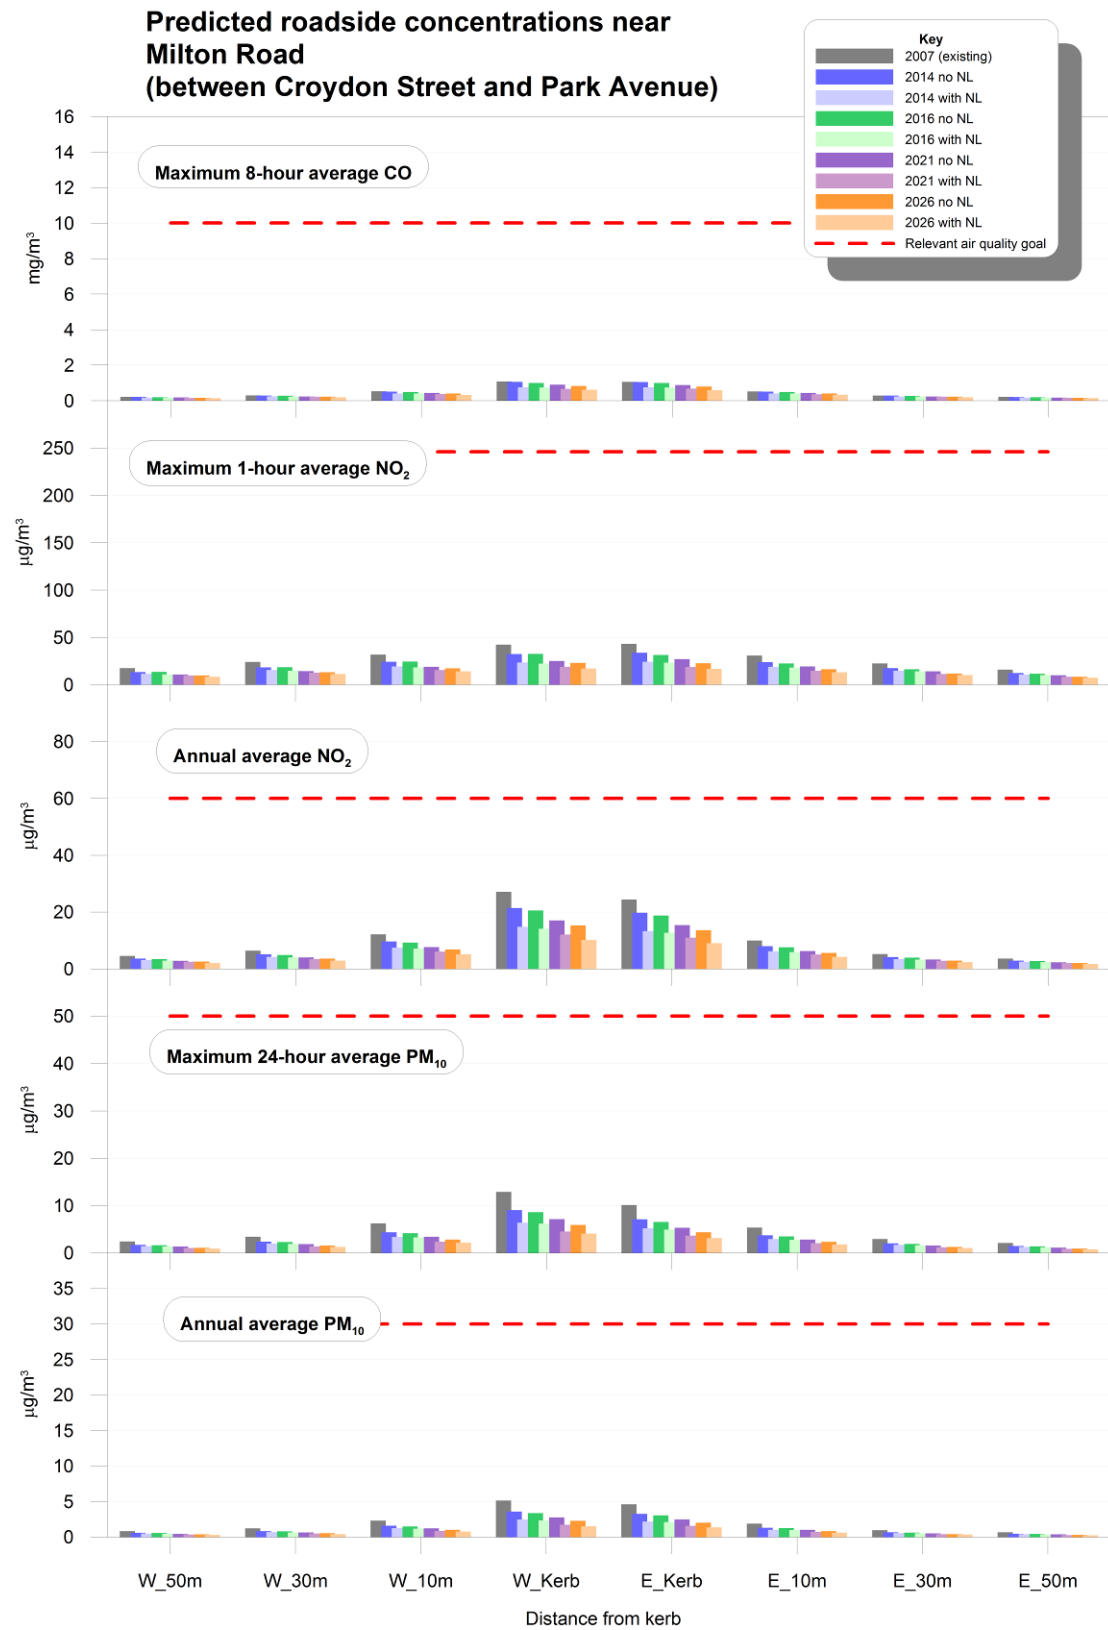 Predicted roadside concentrations near
Milton Road
(between Croydon Street and Park Avenue)
Key
2007 (existing)
2014 no NL
2014 with NL
2016 no NL
2016 with NL
2021 no NL
2021 with NL
2026 no NL
2026 with NL
Relevant air quality goal
Maximum 8-hour average CO
mg/m³
16
14
12
10
8
6
4
2
0
Maximum 1-hour average NO₂
µg/m³
250
200
150
100
50
0
Annual average NO₂
µg/m³
80
60
40
20
0
Maximum 24-hour average PM₁₀
µg/m³
50
40
30
20
10
0
Annual average PM₁₀
µg/m³
35
30
25
20
15
10
5
0
W_50m W_30m W_10m W_Kerb E_Kerb E_10m E_30m E_50m
Distance from kerb